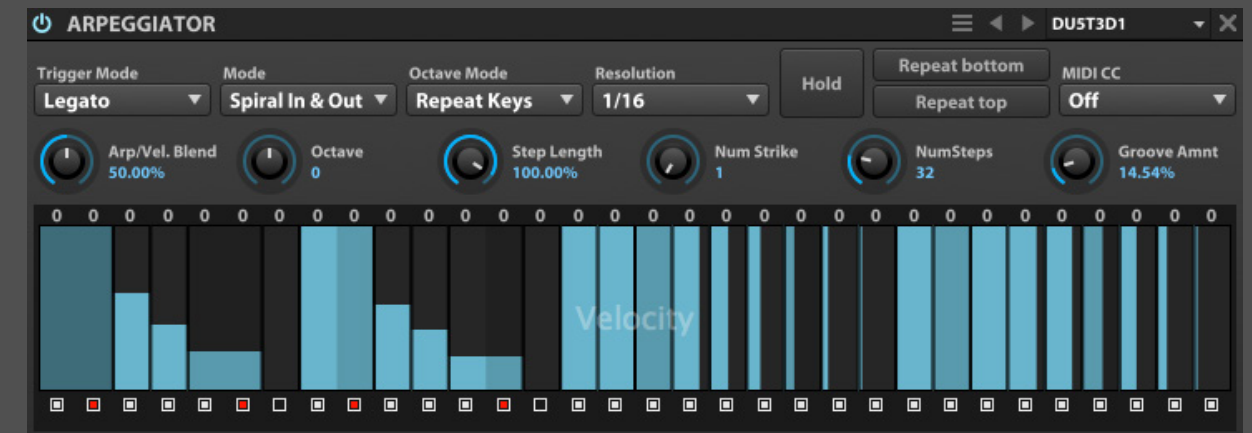 ARPEGGIATOR
DU5T3D1
Trigger Mode Mode Octave Mode Resolution Hold Repeat bottom MIDI CC
Legato Spiral In & Out Repeat Keys 1/16 Repeat top Off
Arp/Vel. Blend Octave Step Length Num Strike NumSteps Groove Amnt
50.00% 0 100.00% 1 32 14.54%
0 0 0 0 0 0 0 0 0 0 0 0 0 0 0 0 0 0 0 0 0 0 0 0 0 0 0 0 0 0 0 0
Velocity